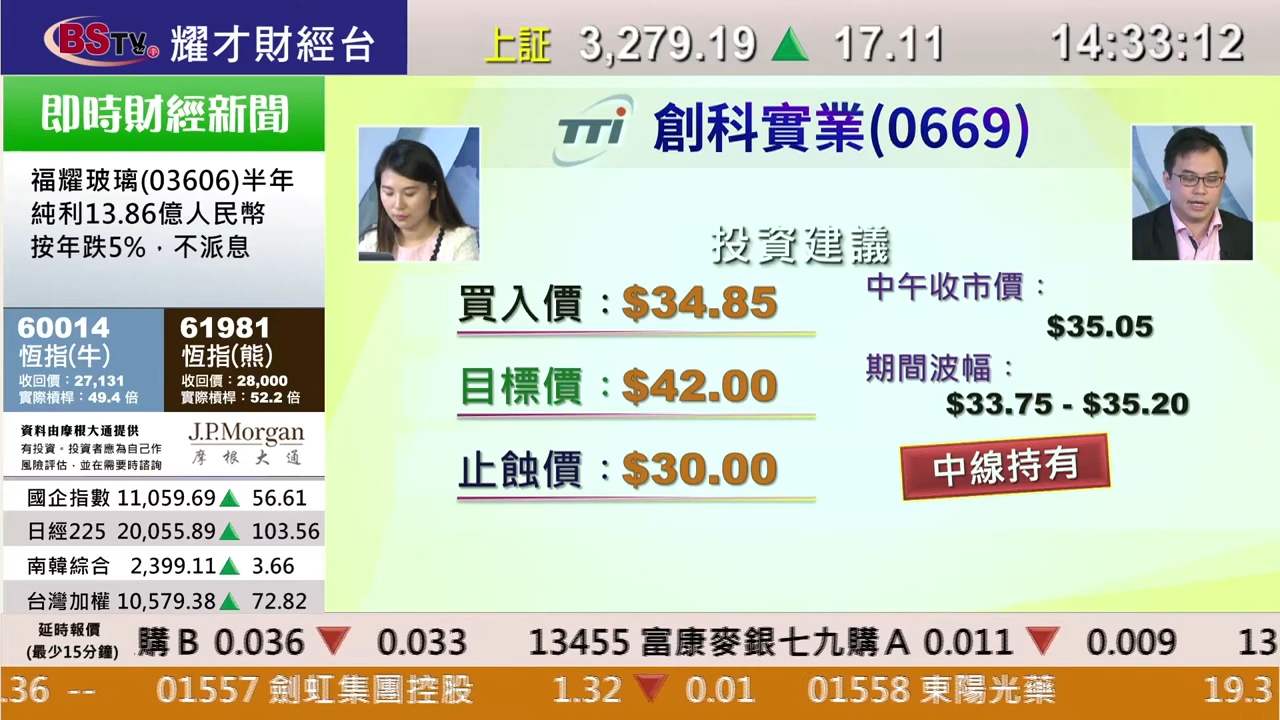 BSTV 耀才財經台
上証 3,279.19 ▲ 17.11
14:33:12
即時財經新聞
福耀玻璃(03606)半年
純利13.86億人民幣
按年跌5%，不派息
60014
恆指(牛)
收回價：27,131
實際槓桿：49.4 倍
61981
恆指(熊)
收回價：28,000
實際槓桿：52.2 倍
資料由摩根大通提供
有投資。投資者應為自己作
風險評估，並在需要時諮詢
J.P.Morgan
摩根大通
國企指數 11,059.69 ▲ 56.61
日經225 20,055.89 ▲ 103.56
南韓綜合 2,399.11 ▲ 3.66
台灣加權 10,579.38 ▲ 72.82
TTi 創科實業(0669)
投資建議
買入價：$34.85
目標價：$42.00
止蝕價：$30.00
中午收市價：
$35.05
期間波幅：
$33.75 - $35.20
中線持有
延時報價
(最少15分鐘)
購B 0.036 ▼ 0.033 13455 富康麥銀七九購A 0.011 ▼ 0.009 13
.36 -- 01557 劍虹集團控股 1.32 ▼ 0.01 01558 東陽光藥 19.3